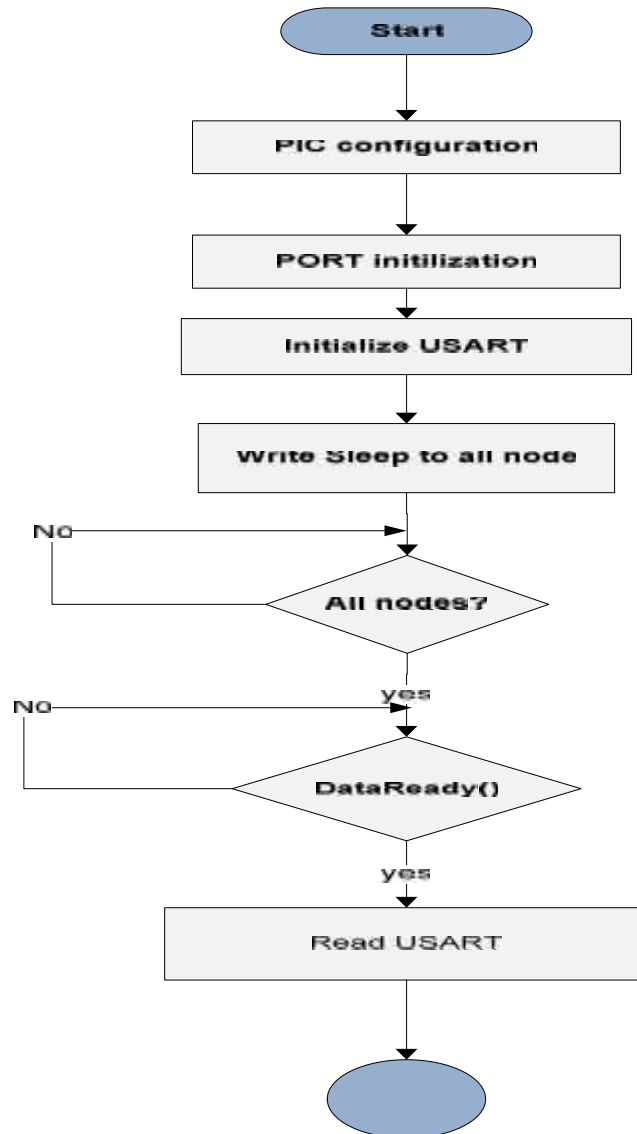 Start
PIC configuration
PORT initilization
Initialize USART
Write Sleep to all node
No
All nodes?
yes
No
DataReady()
yes
Read USART